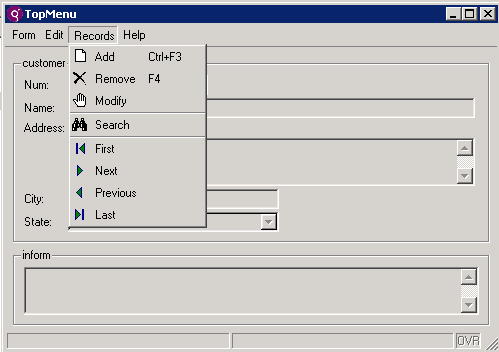 TopMenu
Form Edit Records Help
Add Ctrl+F3
Remove F4
Modify
Search
First
Next
Previous
Last
customer
Num:
Name:
Address:
City:
State:
inform
OVR